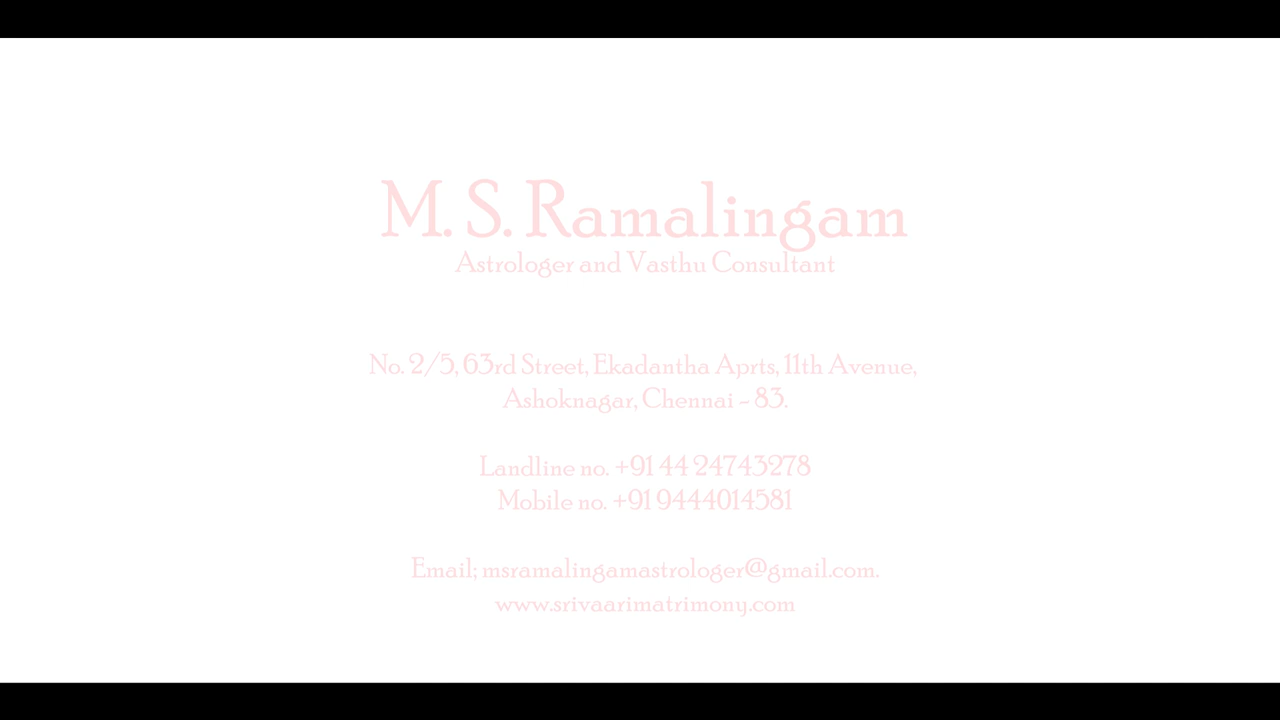 M. S. Ramalingam
Astrologer and Vasthu Consultant
No. 2/5, 63rd Street, Ekadantha Aprts, 11th Avenue,
Ashoknagar, Chennai - 83.
Landline no. +91 44 24743278
Mobile no. +91 9444014581
Email; msramalingamastrologer@gmail.com.
www.srivaarimatrimony.com